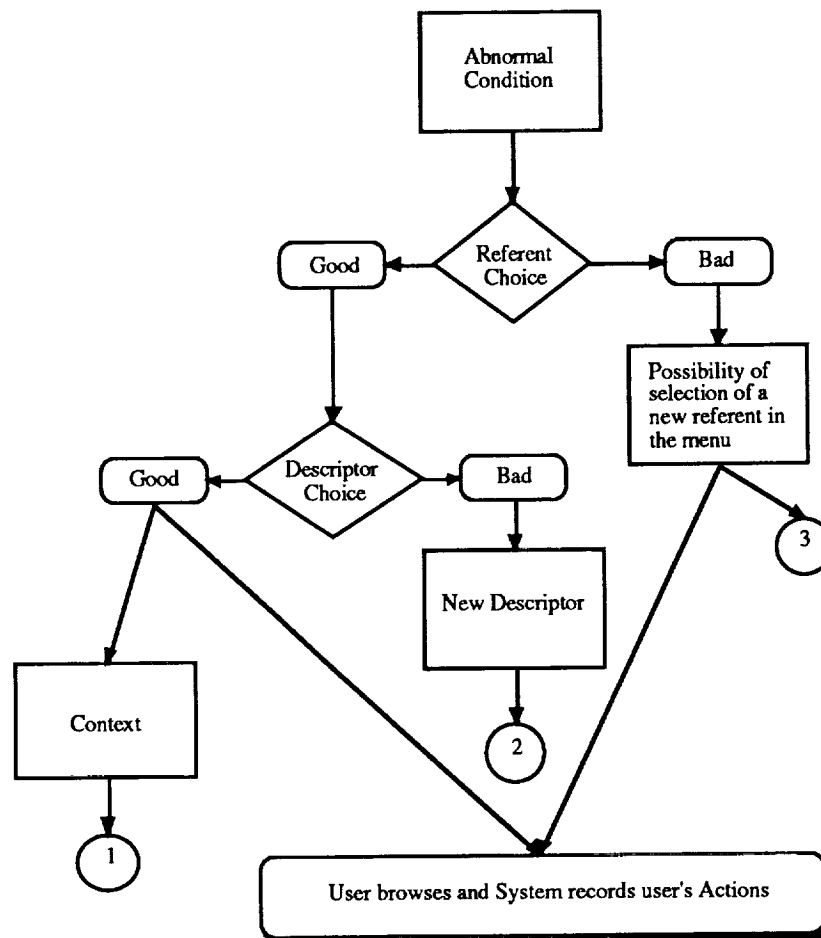 Abnormal
Condition
Good
Referent
Choice
Bad
Possibility of
selection of a
new referent in
the menu
Good
Descriptor
Choice
Bad
3
New Descriptor
Context
2
1
User browses and System records user's Actions